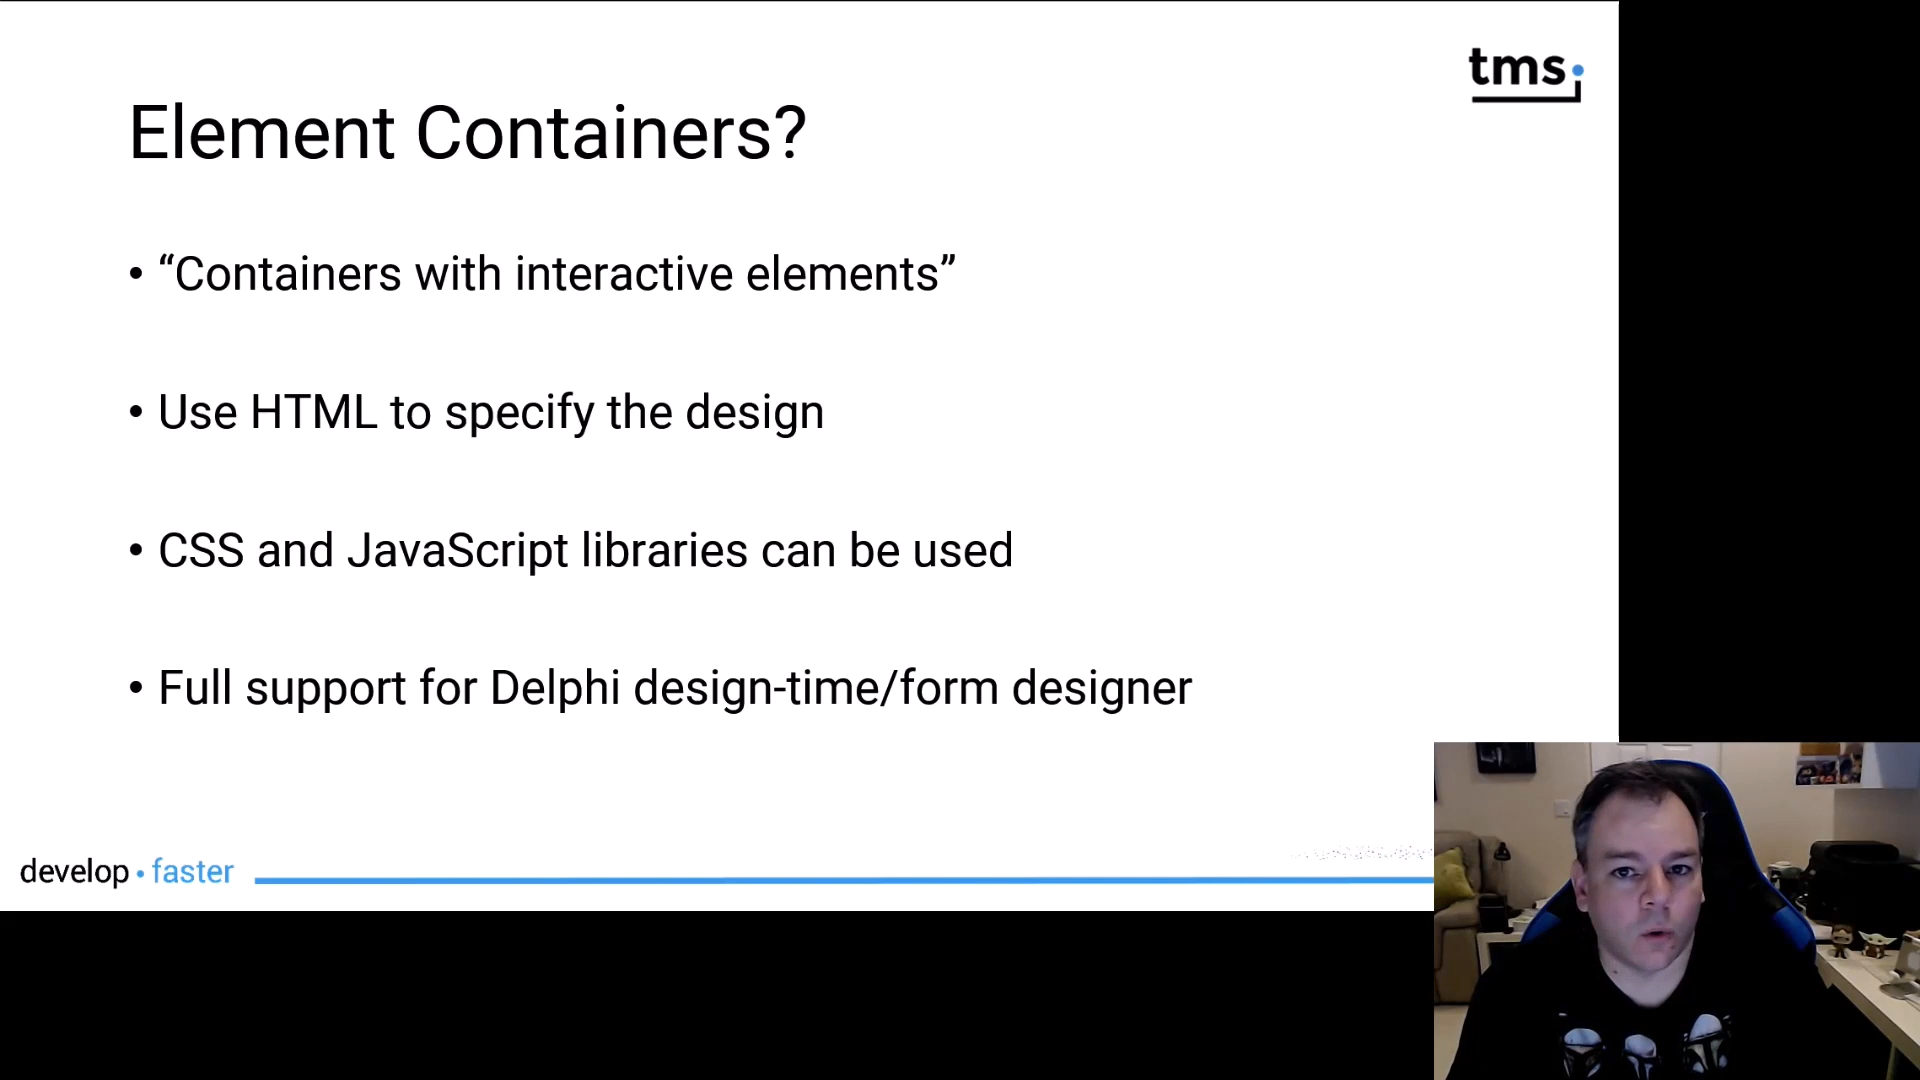 tms
Element Containers?
• “Containers with interactive elements”
• Use HTML to specify the design
• CSS and JavaScript libraries can be used
• Full support for Delphi design-time/form designer
develop • faster